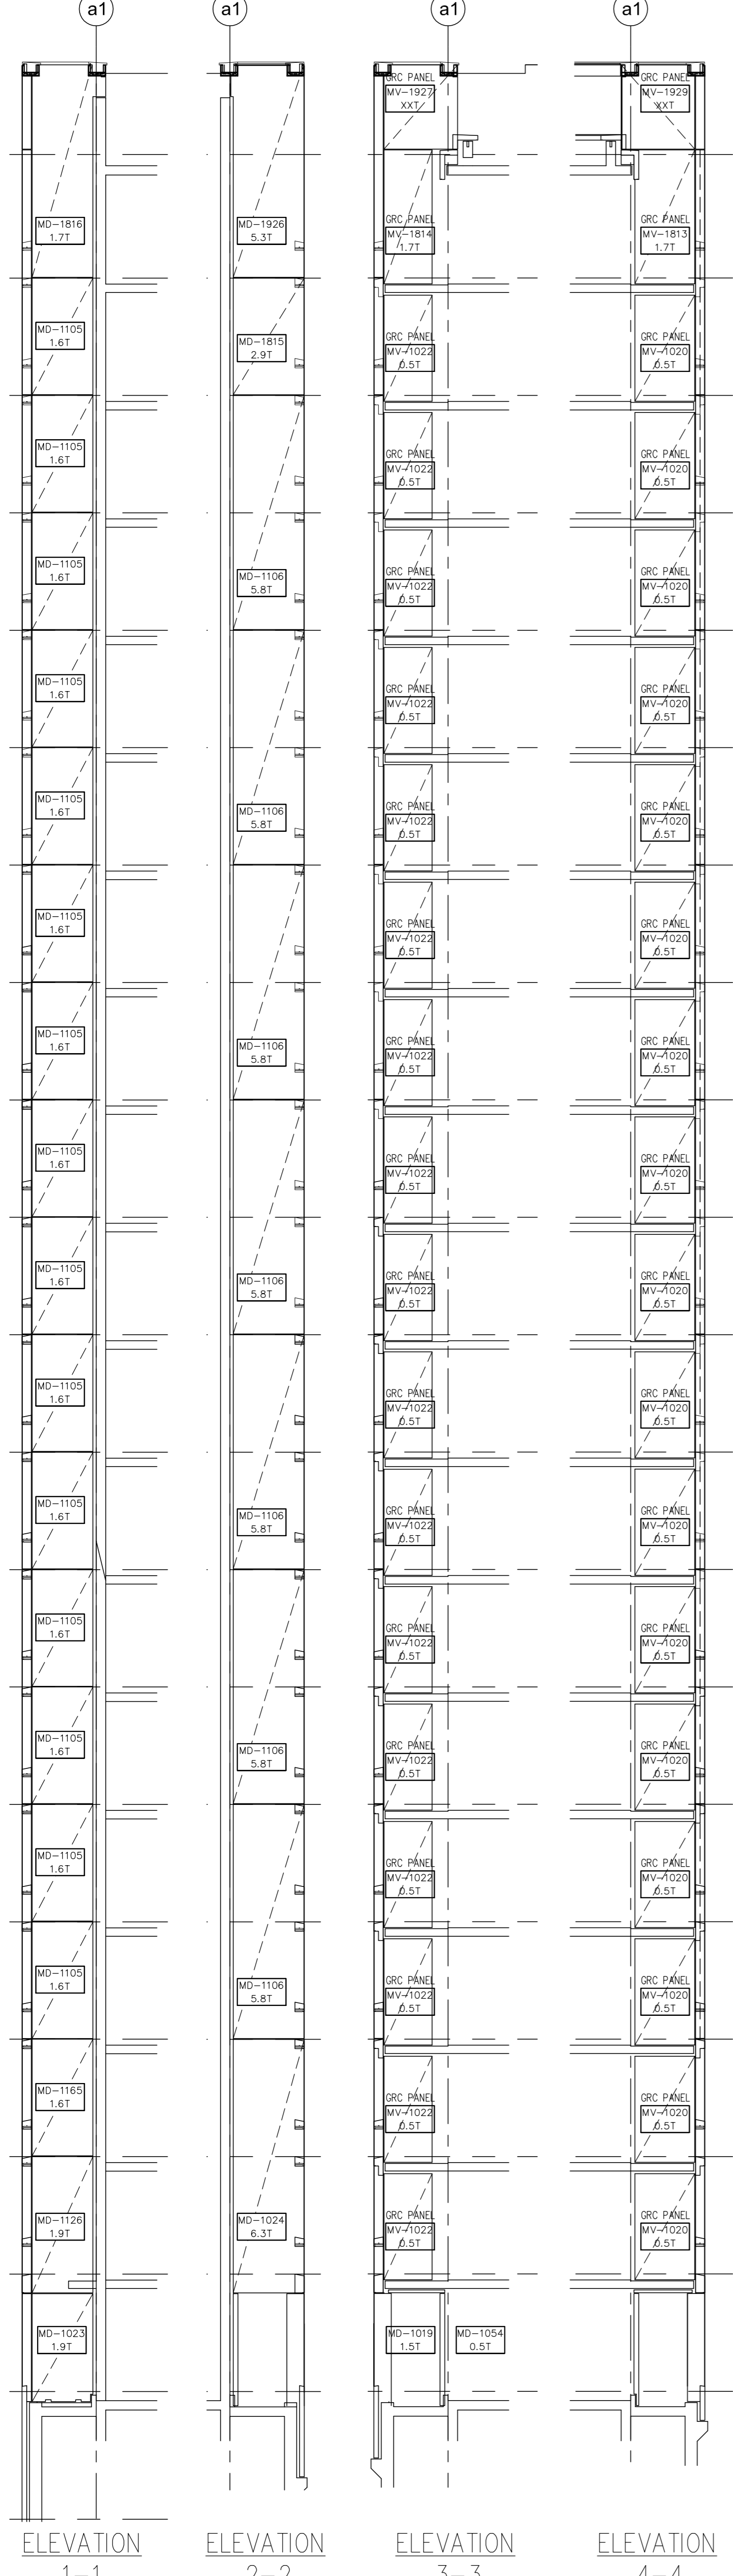 a1
MD-1816
1.7T
MD-1105
1.6T
MD-1105
1.6T
MD-1105
1.6T
MD-1105
1.6T
MD-1105
1.6T
MD-1105
1.6T
MD-1105
1.6T
MD-1105
1.6T
MD-1105
1.6T
MD-1105
1.6T
MD-1105
1.6T
MD-1105
1.6T
MD-1105
1.6T
MD-1105
1.6T
MD-1105
1.6T
MD-1165
1.6T
MD-1126
1.9T
MD-1023
1.9T
ELEVATION
1-1
a1
MD-1926
5.3T
MD-1815
2.9T
MD-1106
5.8T
MD-1106
5.8T
MD-1106
5.8T
MD-1106
5.8T
MD-1106
5.8T
MD-1106
5.8T
MD-1106
5.8T
MD-1024
6.3T
ELEVATION
2-2
a1
GRC PANEL
MV-1927
XXT
GRC PANEL
MV-1814
1.7T
GRC PANEL
MV-1022
0.5T
GRC PANEL
MV-1022
0.5T
GRC PANEL
MV-1022
0.5T
GRC PANEL
MV-1022
0.5T
GRC PANEL
MV-1022
0.5T
GRC PANEL
MV-1022
0.5T
GRC PANEL
MV-1022
0.5T
GRC PANEL
MV-1022
0.5T
GRC PANEL
MV-1022
0.5T
GRC PANEL
MV-1022
0.5T
GRC PANEL
MV-1022
0.5T
GRC PANEL
MV-1022
0.5T
GRC PANEL
MV-1022
0.5T
GRC PANEL
MV-1022
0.5T
GRC PANEL
MV-1022
0.5T
GRC PANEL
MV-1022
0.5T
GRC PANEL
MV-1022
0.5T
MD-1019
1.5T
MD-1054
0.5T
ELEVATION
3-3
a1
GRC PANEL
MV-1929
XXT
GRC PANEL
MV-1813
1.7T
GRC PANEL
MV-1020
0.5T
GRC PANEL
MV-1020
0.5T
GRC PANEL
MV-1020
0.5T
GRC PANEL
MV-1020
0.5T
GRC PANEL
MV-1020
0.5T
GRC PANEL
MV-1020
0.5T
GRC PANEL
MV-1020
0.5T
GRC PANEL
MV-1020
0.5T
GRC PANEL
MV-1020
0.5T
GRC PANEL
MV-1020
0.5T
GRC PANEL
MV-1020
0.5T
GRC PANEL
MV-1020
0.5T
GRC PANEL
MV-1020
0.5T
GRC PANEL
MV-1020
0.5T
GRC PANEL
MV-1020
0.5T
GRC PANEL
MV-1020
0.5T
GRC PANEL
MV-1020
0.5T
ELEVATION
4-4